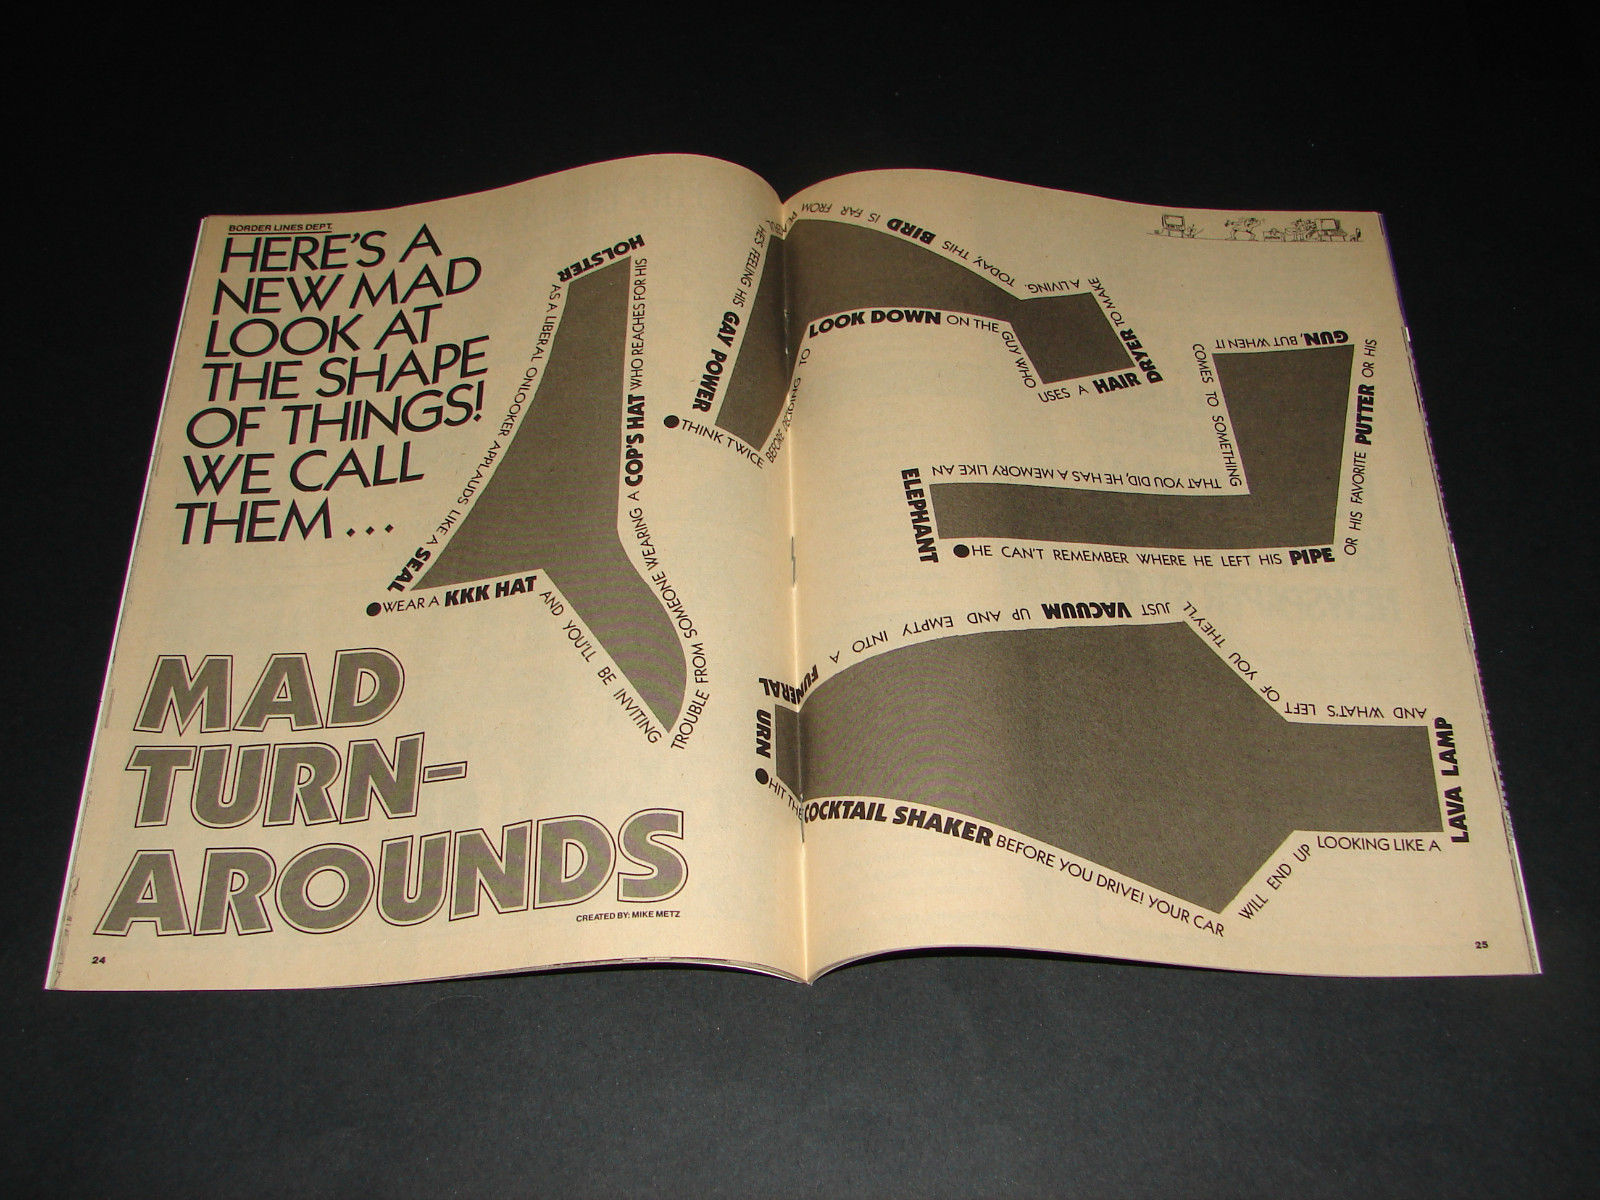 BORDER LINES DEPT.
HERE'S A
NEW MAD
LOOK AT
THE SHAPE
OF THINGS!
WE CALL
THEM...
MAD
TURN-
AROUNDS
CREATED BY: MIKE METZ
24
●WEAR A KKK HAT
AND YOU'LL BE INVITING
TROUBLE FROM SOMEONE WEARING A COP'S HAT WHO REACHES FOR HIS
HOLSTER
AS A LIBERAL ONLOOKER APPLAUDS LIKE A
SEAL
●THINK TWICE
BEFORE DECIDING TO
LOOK DOWN ON THE GUY WHO
USES A HAIR
DRYER TO MAKE
A LIVING. TODAY, THIS BIRD IS FAR FROM
HE'S FEELING HIS GAY POWER
●HE CAN'T REMEMBER WHERE HE LEFT HIS PIPE
OR HIS FAVORITE PUTTER OR HIS
GUN, BUT WHEN IT
COMES TO SOMETHING
THAT YOU DID, HE HAS A MEMORY LIKE AN
ELEPHANT
●HIT THE COCKTAIL SHAKER BEFORE YOU DRIVE! YOUR CAR
WILL END UP
LOOKING LIKE A
LAVA LAMP
AND WHAT'S LEFT
OF YOU THEY'LL
JUST VACUUM UP AND EMPTY INTO A FUNERAL
URN
25